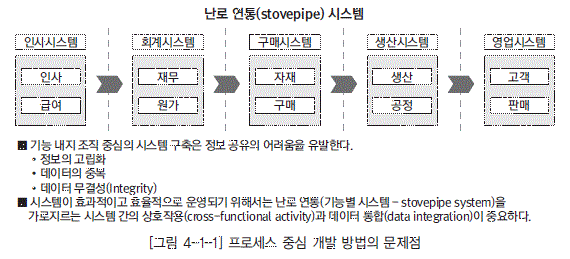 난로 연통(stovepipe) 시스템
인사시스템 회계시스템 구매시스템 생산시스템 영업시스템
인사 재무 자재 생산 고객
급여 원가 구매 공정 판매
■ 기능 내지 조직 중심의 시스템 구축은 정보 공유의 어려움을 유발한다.
• 정보의 고립화
• 데이터의 중복
• 데이터 무결성(Integrity)
■ 시스템이 효과적이고 효율적으로 운영되기 위해서는 난로 연통(기능별 시스템 - stovepipe system)을
가로지르는 시스템 간의 상호작용(cross-functional activity)과 데이터 통합(data integration)이 중요하다.
[그림 4-1-1] 프로세스 중심 개발 방법의 문제점